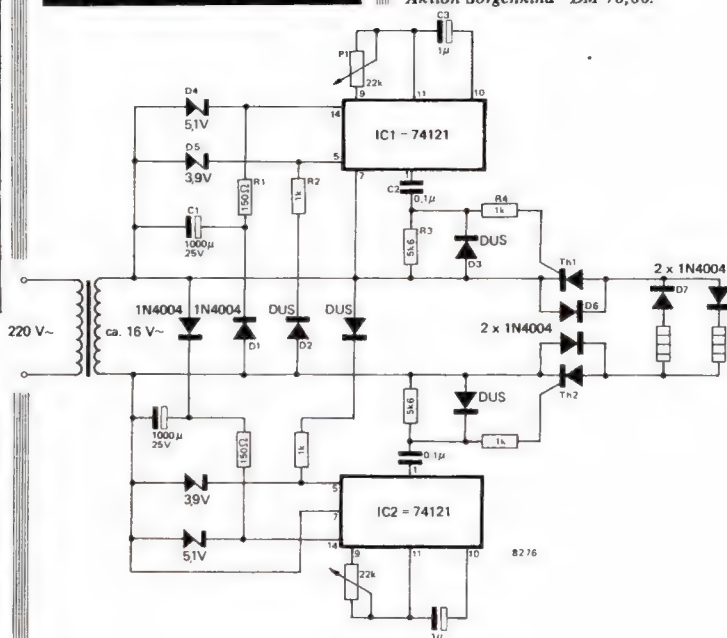 "Aktion Sorgenkind" DM 70,00.
C3
1µ
P1
22k
9
11
10
D4
5,1V
14
IC1 = 74121
D5
3,9V
5
7
1
R1
150Ω
R2
1k
C2
0,1µ
R4
1k
C1
1000µ
25V
R3
5k6
DUS
D3
Th1
2 x 1N4004
1N4004
1N4004
DUS
DUS
D6
D7
220 V~
ca. 16 V~
D1
D2
2 x 1N4004
Th2
5k6
DUS
1000µ
25V
150Ω
1k
0,1µ
1k
1
3,9V
5
7
IC2 = 74121
5,1V
14
9
11
10
8276
22k
1µ